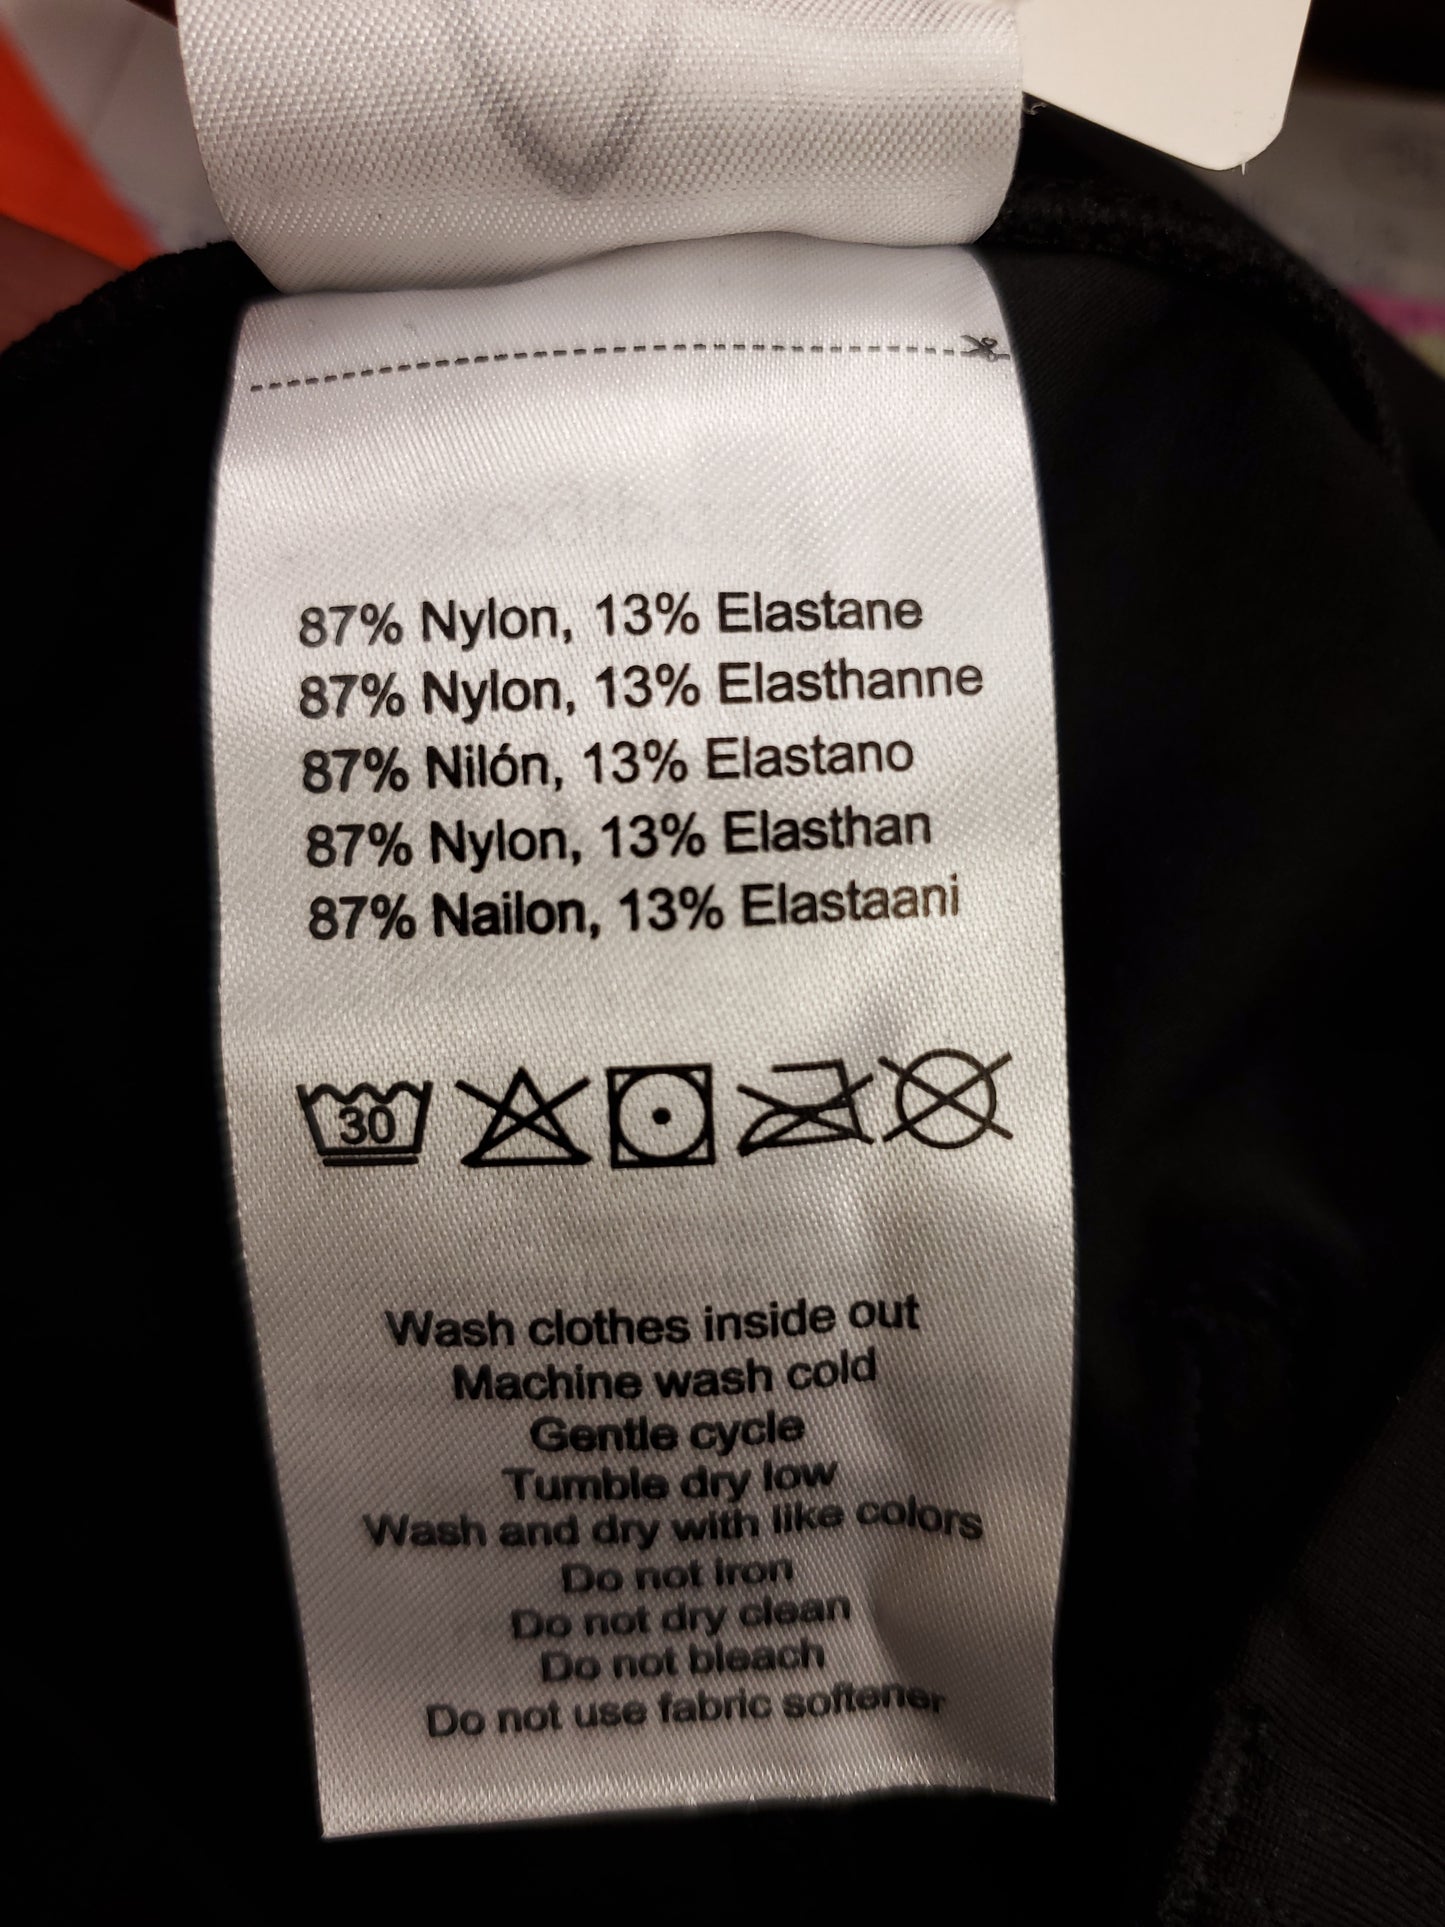 87% Nylon, 13% Elastane
87% Nylon, 13% Elasthanne
87% Nilón, 13% Elastano
87% Nylon, 13% Elasthan
87% Nailon, 13% Elastaani
30
Wash clothes inside out
Machine wash cold
Gentle cycle
Tumble dry low
Wash and dry with like colors
Do not iron
Do not dry clean
Do not bleach
Do not use fabric softener